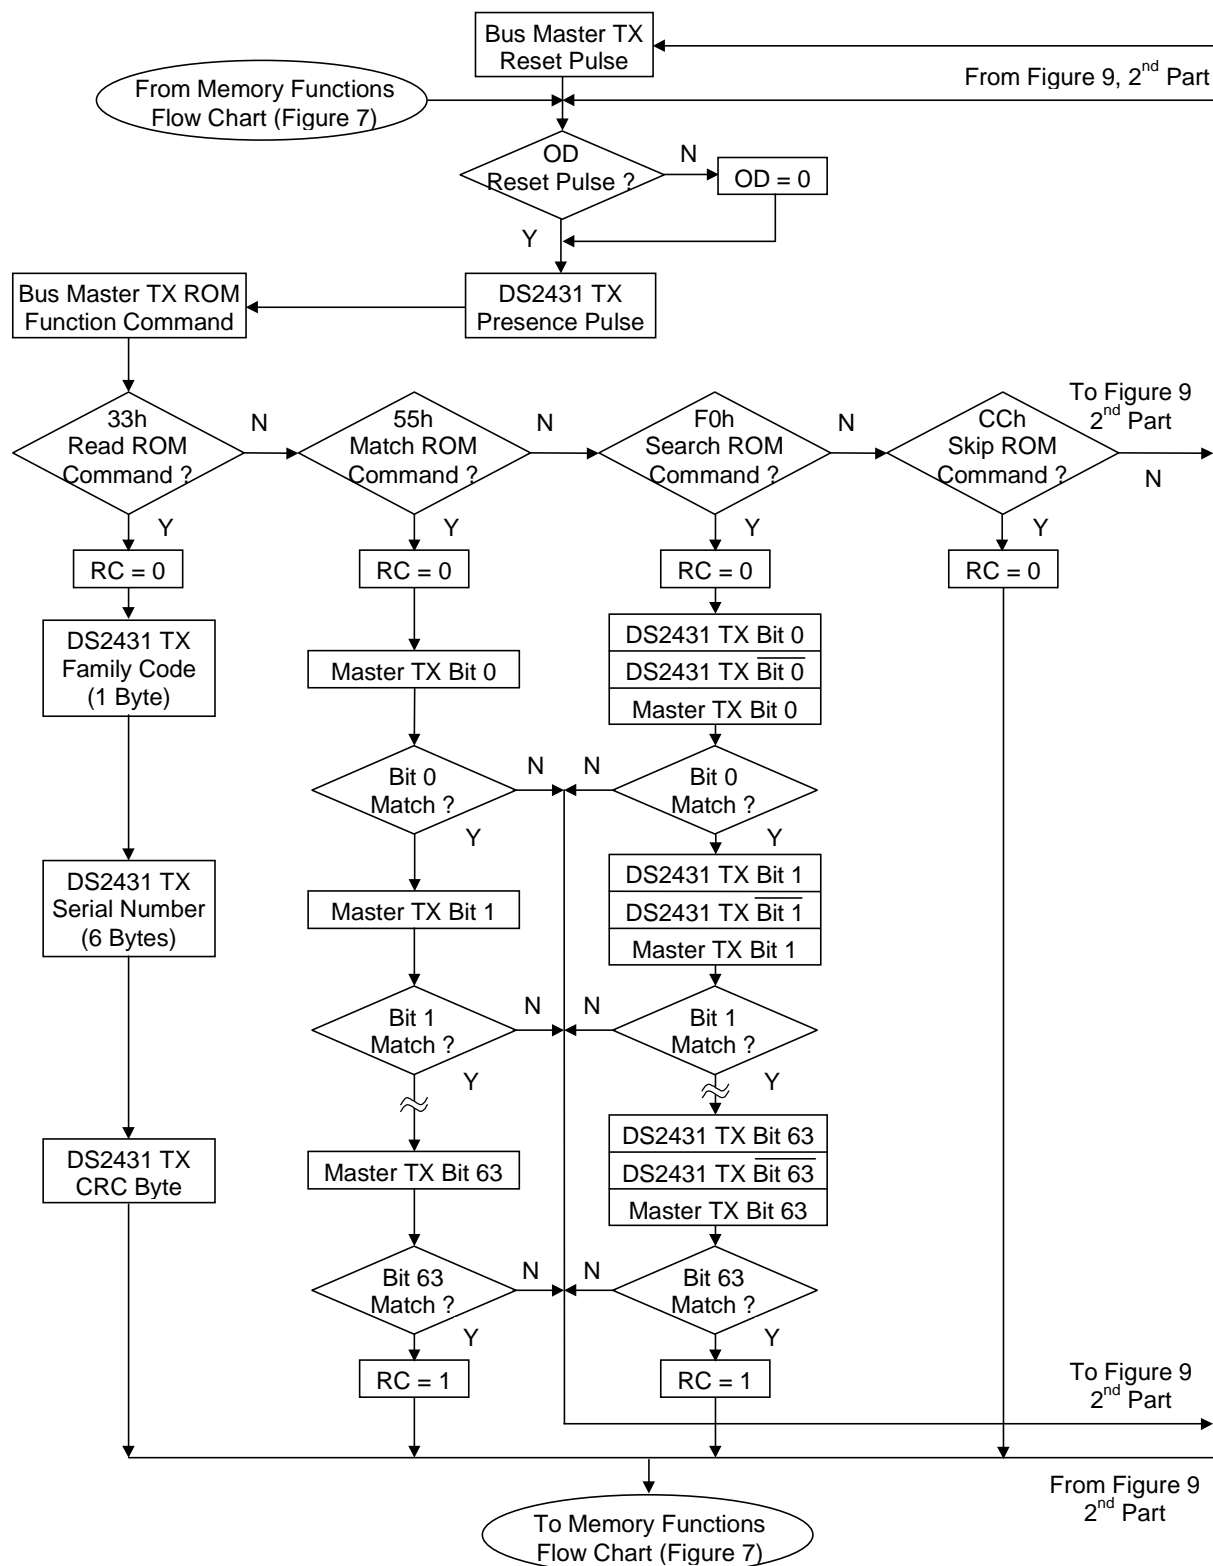 Bus Master TX
Reset Pulse
From Figure 9, 2nd Part
From Memory Functions
Flow Chart (Figure 7)
OD
Reset Pulse ?
N
OD = 0
Y
Bus Master TX ROM
Function Command
DS2431 TX
Presence Pulse
33h
Read ROM
Command ?
N
55h
Match ROM
Command ?
N
F0h
Search ROM
Command ?
N
CCh
Skip ROM
Command ?
To Figure 9
2nd Part
N
Y
Y
Y
Y
RC = 0
RC = 0
RC = 0
RC = 0
DS2431 TX
Family Code
(1 Byte)
Master TX Bit 0
DS2431 TX Bit 0
DS2431 TX Bit 0
Master TX Bit 0
Bit 0
Match ?
N
N
Bit 0
Match ?
Y
Y
DS2431 TX
Serial Number
(6 Bytes)
Master TX Bit 1
DS2431 TX Bit 1
DS2431 TX Bit 1
Master TX Bit 1
Bit 1
Match ?
N
N
Bit 1
Match ?
Y
Y
DS2431 TX
CRC Byte
Master TX Bit 63
DS2431 TX Bit 63
DS2431 TX Bit 63
Master TX Bit 63
Bit 63
Match ?
N
N
Bit 63
Match ?
Y
Y
RC = 1
RC = 1
To Figure 9
2nd Part
From Figure 9
2nd Part
To Memory Functions
Flow Chart (Figure 7)